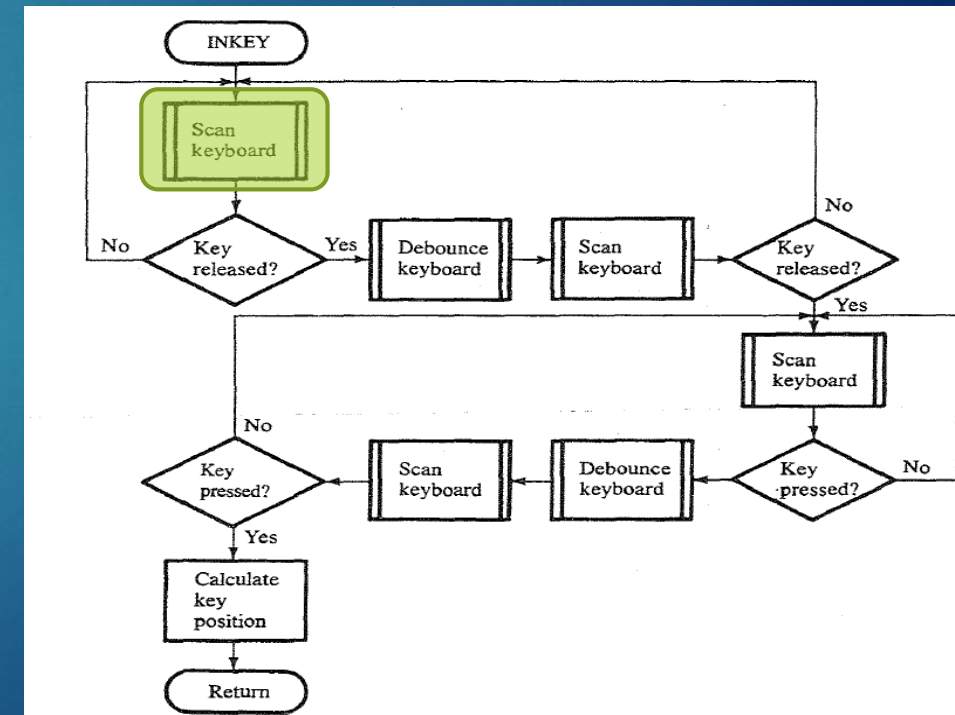 INKEY
Scan
keyboard
No
Key
released?
Yes
Debounce
keyboard
Scan
keyboard
No
Key
released?
Yes
Scan
keyboard
No
Key
pressed?
Scan
keyboard
Debounce
keyboard
Key
pressed?
No
Yes
Calculate
key
position
Return